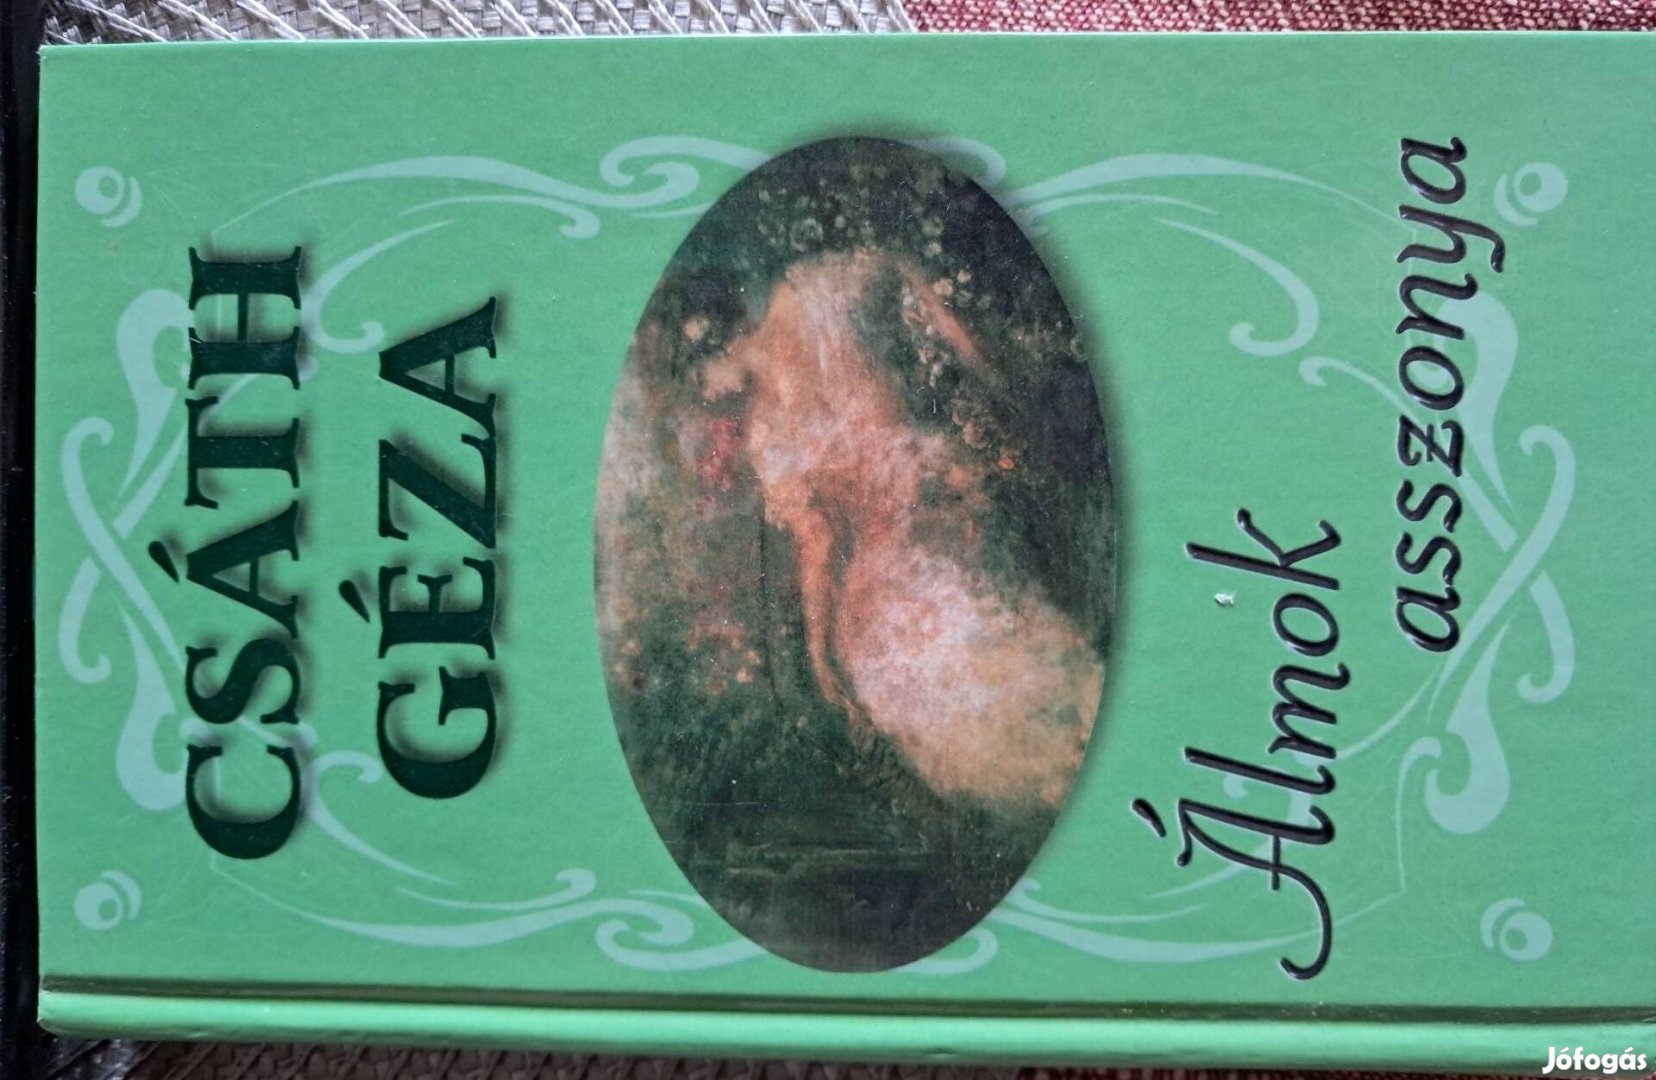 CSÁTH
GÉZA
Álmok
asszonya
Jófogás